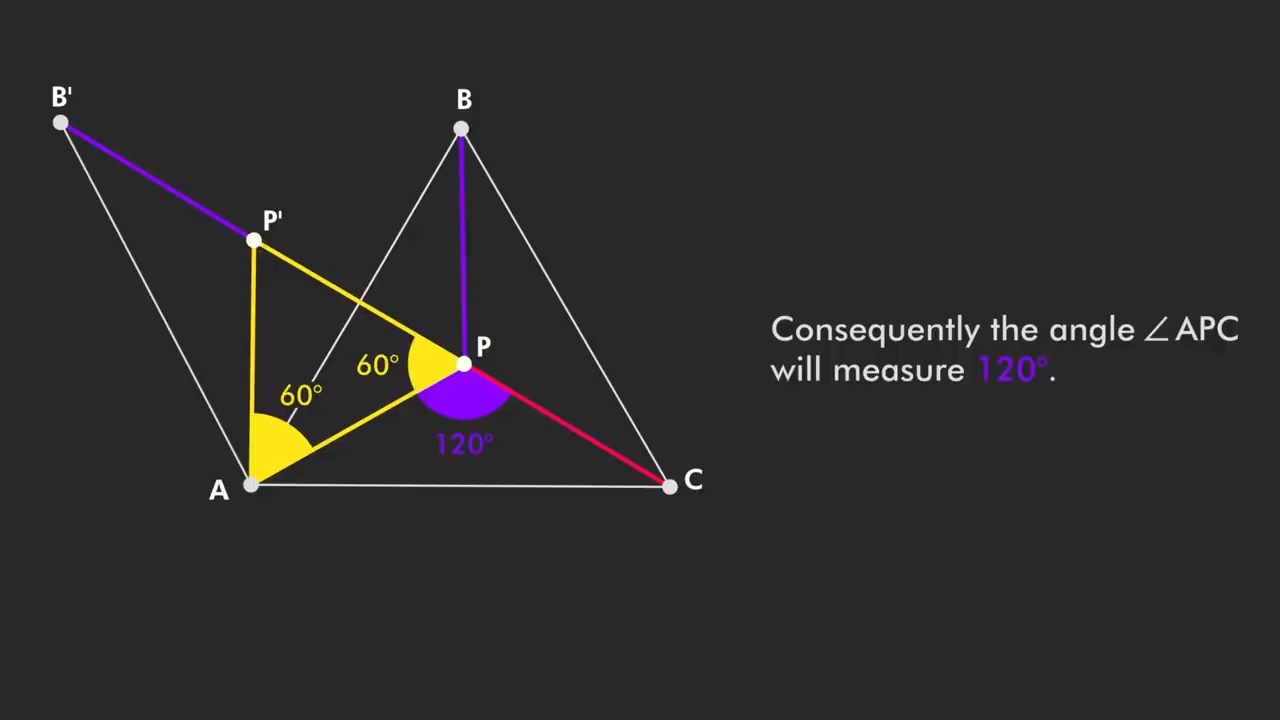 B'
B
P'
P
60°
60°
120°
A
C
Consequently the angle ∠APC
will measure 120°.